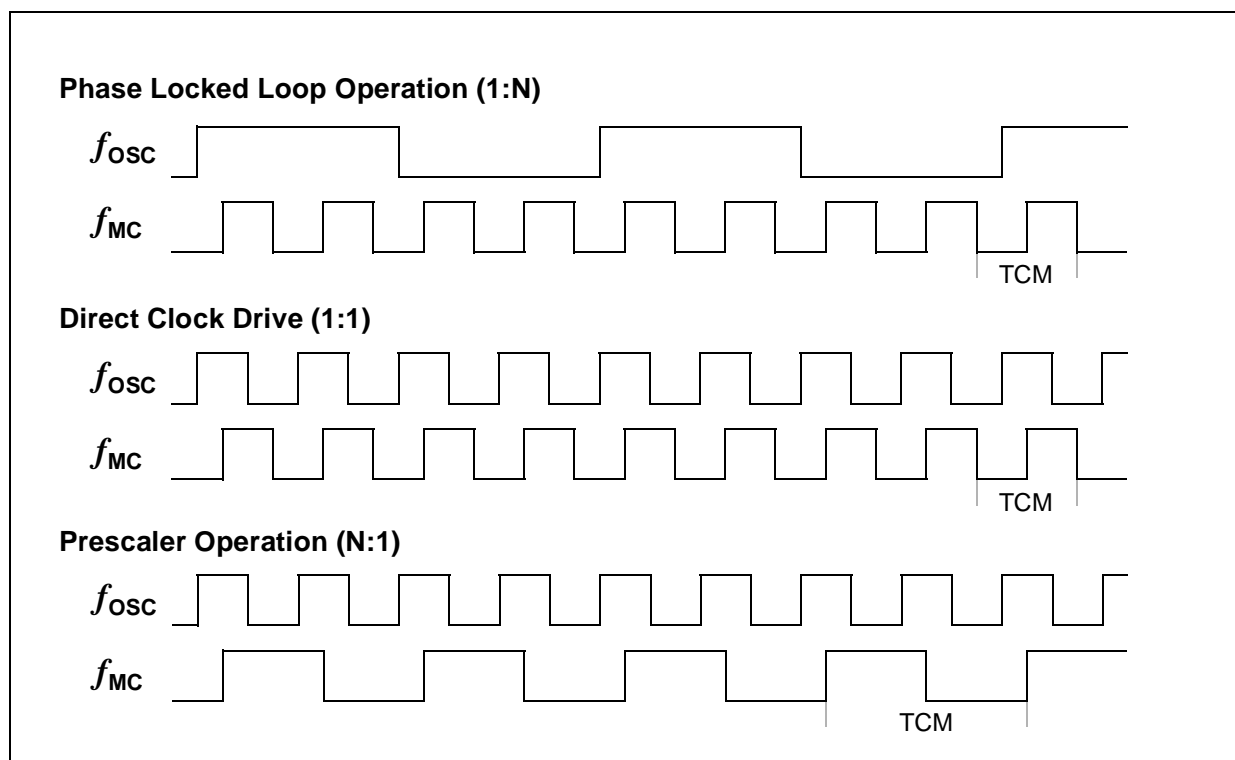 Phase Locked Loop Operation (1:N)
fOSC
fMC
TCM
Direct Clock Drive (1:1)
fOSC
fMC
TCM
Prescaler Operation (N:1)
fOSC
fMC
TCM